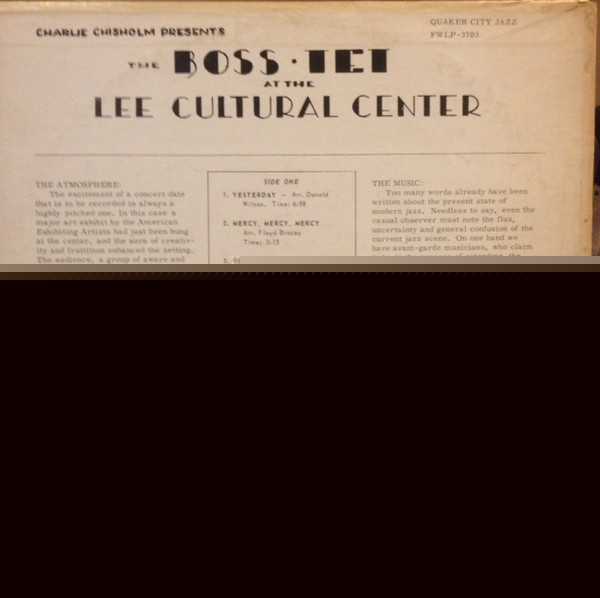 CHARLIE CHISHOLM PRESENTS
QUAKER CITY JAZZ
PWLP-3703
THE BOSS·TET
AT THE
LEE CULTURAL CENTER
THE ATMOSPHERE:
The excitement of a concert date
that is to be recorded is always a
highly pitched one. In this case a
major art exhibit by the American
Exhibiting Artists had just been hung
at the center, and the aura of creativ-
ity and fruitition enhanced the setting.
The audience, a group of aware and
SIDE ONE
1. YESTERDAY – Arr. Donald
Wilson, Time: 6:38
2. MERCY, MERCY, MERCY
Arr. Floyd Bracey
Time: 3:15
3.
THE MUSIC:
Too many words already have been
written about the present state of
modern jazz. Needless to say, even the
casual observer must note the flux,
uncertainty and general confusion of the
current jazz scene. On one hand we
have avant-garde musicians, who claim